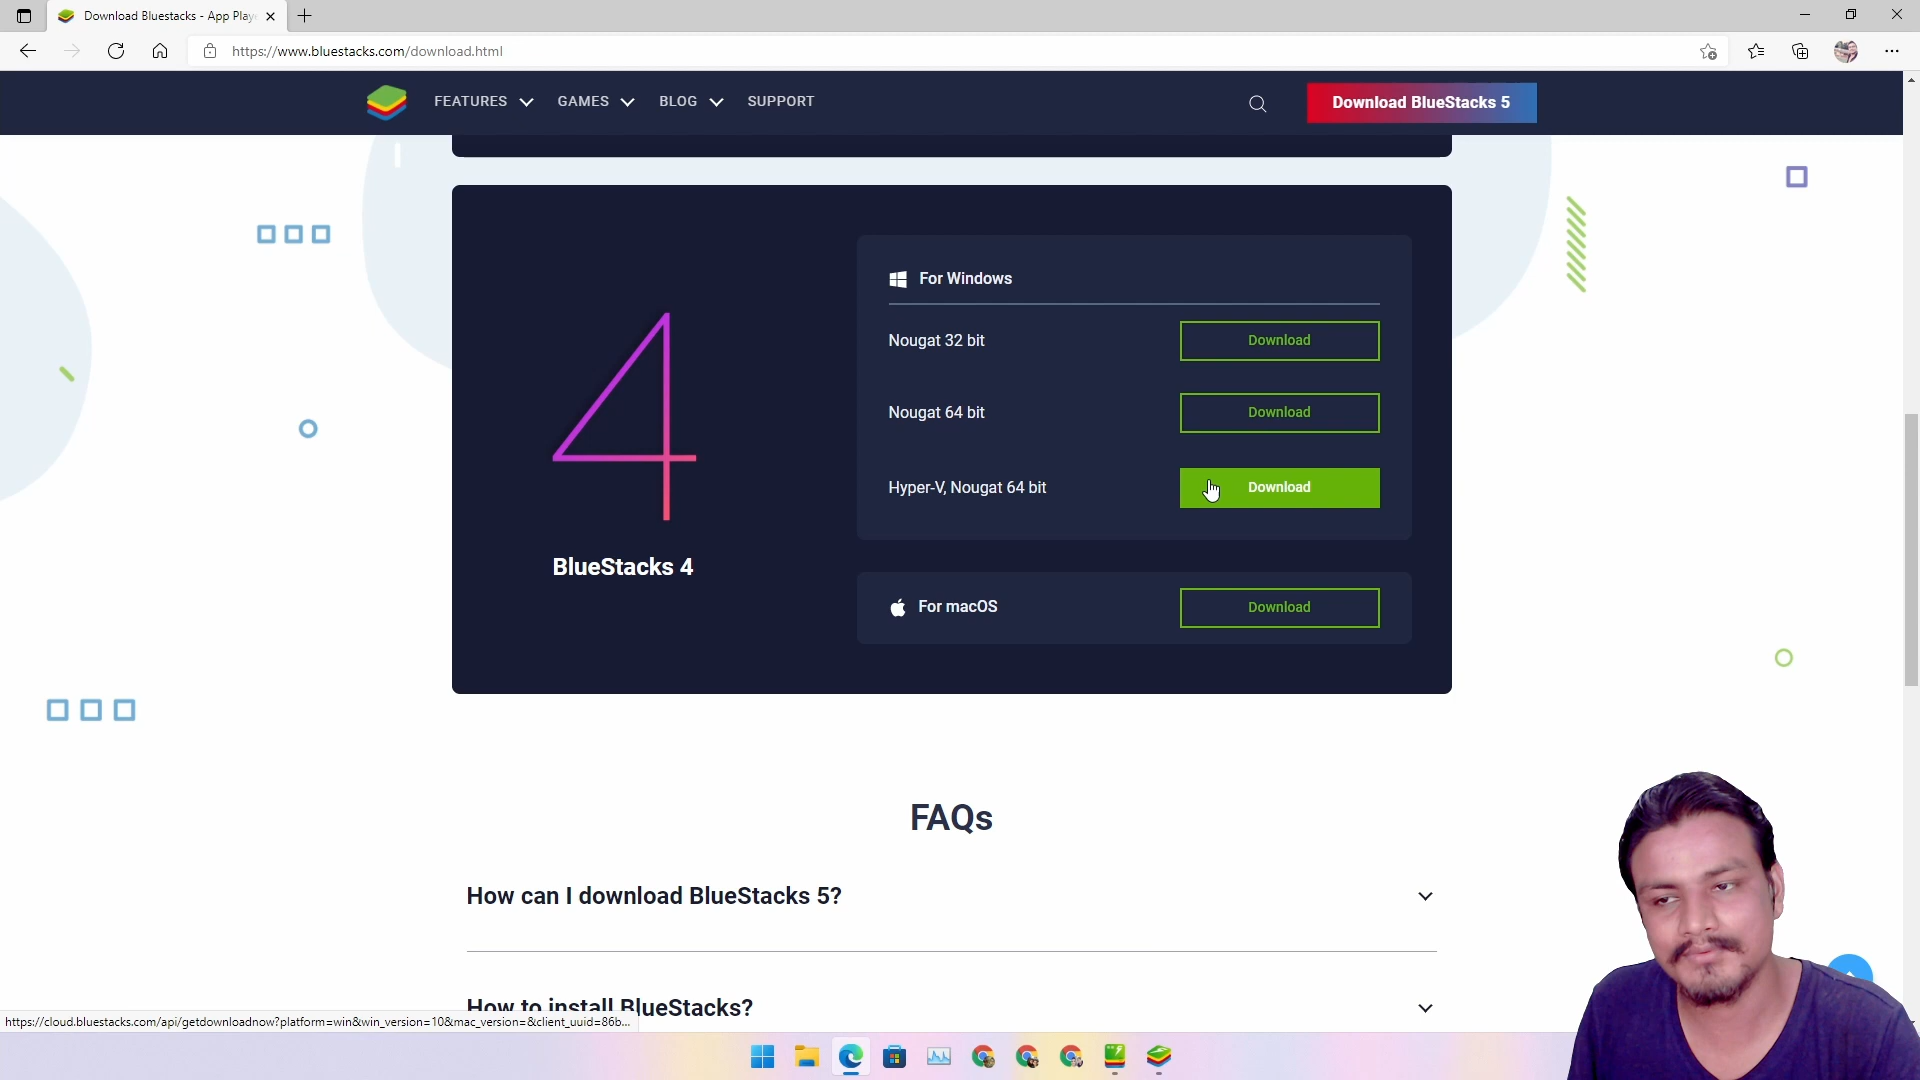 Download Bluestacks - App Play
https://www.bluestacks.com/download.html
FEATURES
GAMES
BLOG
SUPPORT
Download BlueStacks 5
For Windows
Nougat 32 bit
Download
Nougat 64 bit
Download
Hyper-V, Nougat 64 bit
Download
4
BlueStacks 4
For macOS
Download
FAQs
How can I download BlueStacks 5?
How to install BlueStacks?
https://cloud.bluestacks.com/api/getdownloadnow?platform=win&win_version=10&mac_version=&client_uuid=86b...